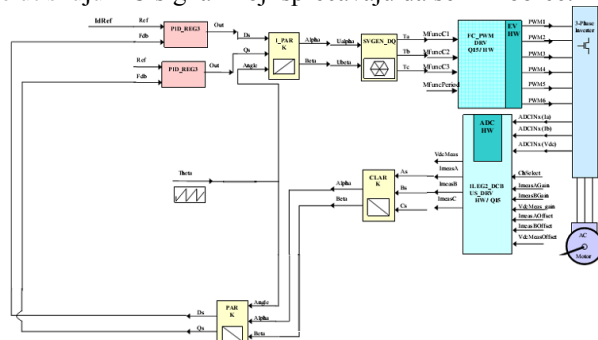 IdRef
Ref
Fdb
PID_REG3
Out
Ref
Fdb
PID_REG3
Out
Ds
Qs
Angle
I_PAR
K
Alpha
Beta
Ualpha
Ubeta
SVGEN_DQ
Ta
Tb
Tc
MfuncC1
MfuncC2
MfuncC3
MfuncPeriod
FC_PWM
DRV
Q15 / HW
EV
HW
PWM1
PWM2
PWM3
PWM4
PWM5
PWM6
3-Phase
Inverter
ADC
HW
ADCINx (Ia)
ADCINx (Ib)
ADCINx (Vdc)
ILEG2_DCB
US_DRV
HW / Q15
ChSelect
ImeasAGain
ImeasBGain
VdcMeas_gain
ImeasAOffset
ImeasBOffset
VdcMeasOffset
VdcMeas
ImeasA
ImeasB
ImeasC
As
Bs
Cs
CLAR
K
Alpha
Beta
Theta
AC
Motor
PAR
K
Angle
Alpha
Beta
Ds
Qs